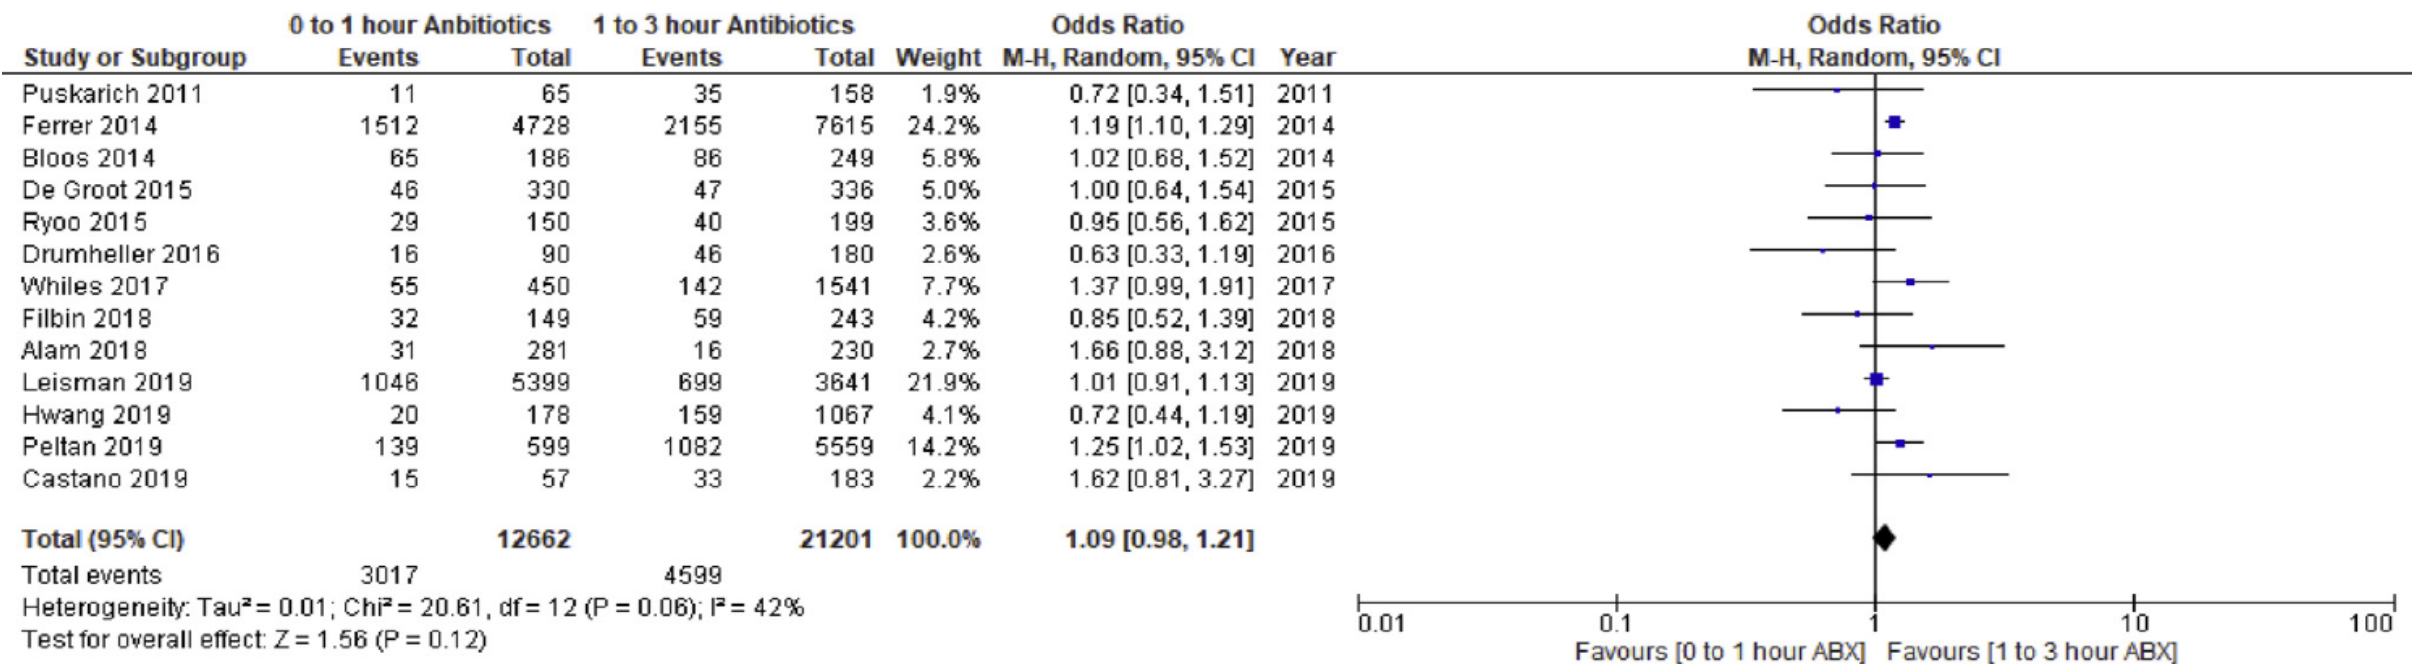 0 to 1 hour Anbitiotics 1 to 3 hour Antibiotics Odds Ratio Odds Ratio
Study or Subgroup Events Total Events Total Weight M-H, Random, 95% CI Year M-H, Random, 95% CI
Puskarich 2011 11 65 35 158 1.9% 0.72 [0.34, 1.51] 2011
Ferrer 2014 1512 4728 2155 7615 24.2% 1.19 [1.10, 1.29] 2014
Bloos 2014 65 186 86 249 5.8% 1.02 [0.68, 1.52] 2014
De Groot 2015 46 330 47 336 5.0% 1.00 [0.64, 1.54] 2015
Ryoo 2015 29 150 40 199 3.6% 0.95 [0.56, 1.62] 2015
Drumheller 2016 16 90 46 180 2.6% 0.63 [0.33, 1.19] 2016
Whiles 2017 55 450 142 1541 7.7% 1.37 [0.99, 1.91] 2017
Filbin 2018 32 149 59 243 4.2% 0.85 [0.52, 1.39] 2018
Alam 2018 31 281 16 230 2.7% 1.66 [0.88, 3.12] 2018
Leisman 2019 1046 5399 699 3641 21.9% 1.01 [0.91, 1.13] 2019
Hwang 2019 20 178 159 1067 4.1% 0.72 [0.44, 1.19] 2019
Peltan 2019 139 599 1082 5559 14.2% 1.25 [1.02, 1.53] 2019
Castano 2019 15 57 33 183 2.2% 1.62 [0.81, 3.27] 2019
Total (95% CI) 12662 21201 100.0% 1.09 [0.98, 1.21]
Total events 3017 4599
Heterogeneity: Tau² = 0.01; Chi² = 20.61, df = 12 (P = 0.06); I² = 42%
Test for overall effect: Z = 1.56 (P = 0.12)
0.01 0.1 1 10 100
Favours [0 to 1 hour ABX] Favours [1 to 3 hour ABX]